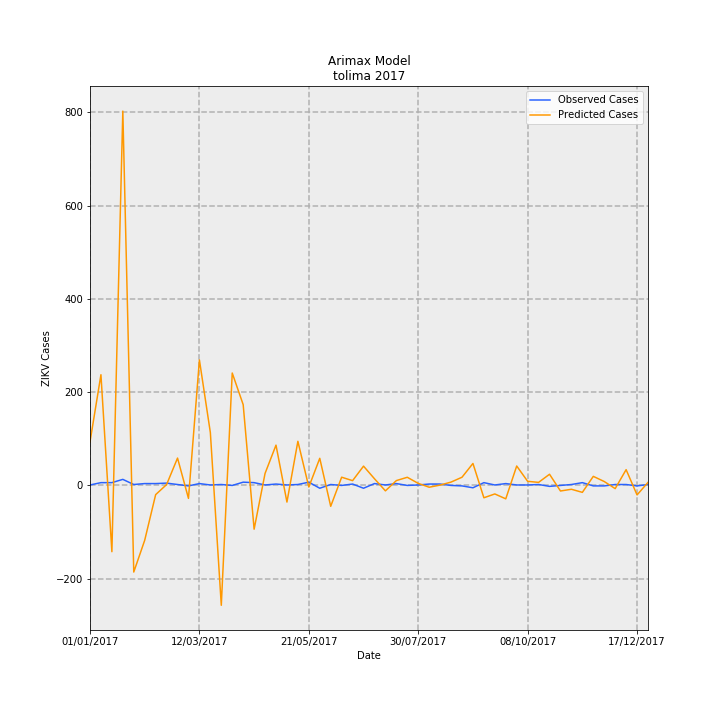 Arimax Model
tolima 2017
Observed Cases
Predicted Cases
800
600
400
200
0
−200
ZIKV Cases
01/01/2017 12/03/2017 21/05/2017 30/07/2017 08/10/2017 17/12/2017
Date